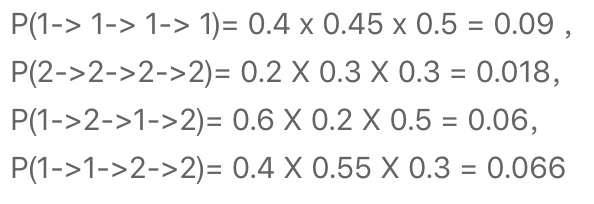 P(1-> 1-> 1-> 1)= 0.4 x 0.45 x 0.5 = 0.09 ,
P(2->2->2->2)= 0.2 X 0.3 X 0.3 = 0.018,
P(1->2->1->2)= 0.6 X 0.2 X 0.5 = 0.06,
P(1->1->2->2)= 0.4 X 0.55 X 0.3 = 0.066